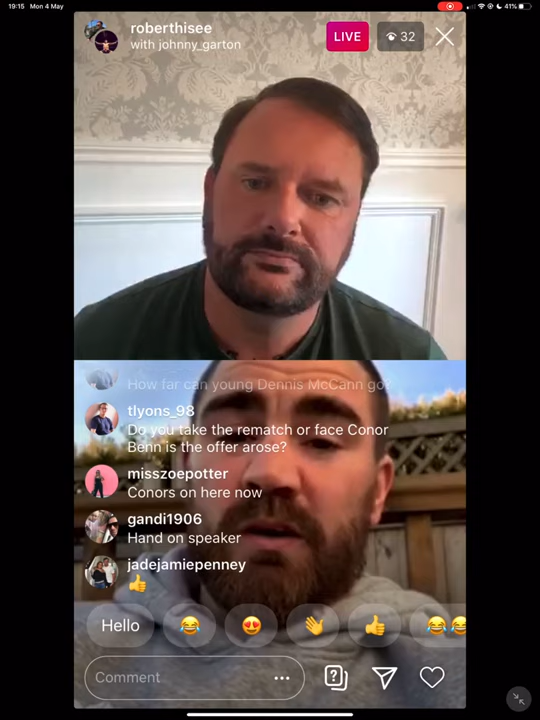 19:15 Mon 4 May
41%
roberthisee
with johnny_garton
LIVE
32
How far can young Dennis McCann go?
tlyons_98
Do you take the rematch or face Conor
Benn is the offer arose?
misszoepotter
Conors on here now
gandi1906
Hand on speaker
jadejamiepenney
👍
Hello
Comment